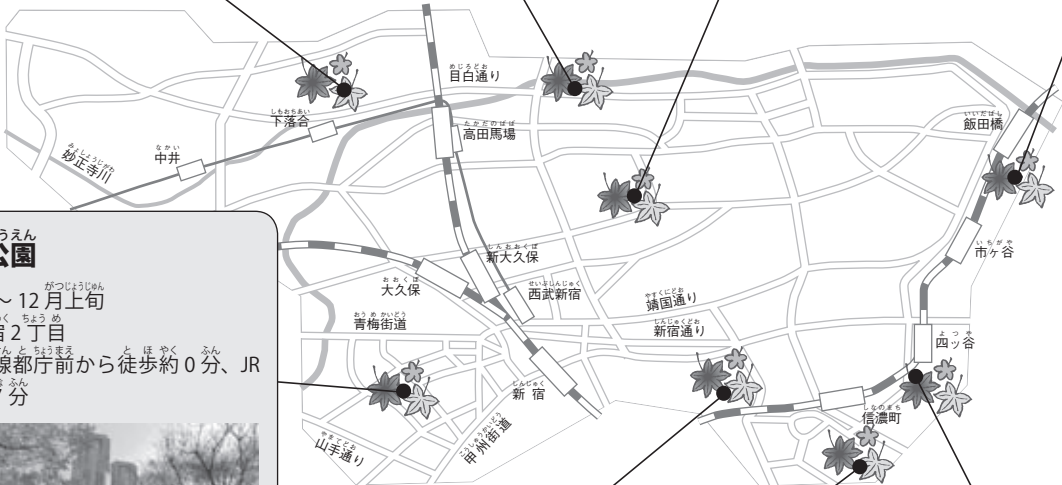 目白通り
下落合
高田馬場
飯田橋
中井
妙正寺川
市ヶ谷
公園
新大久保
～ 12 月上旬
大久保
西武新宿
靖国通り
宿 2 丁目
青梅街道
新宿通り
線都庁前から徒歩約 0 分、JR
四ッ谷
分
新宿
信濃町
山手通り
甲州街道